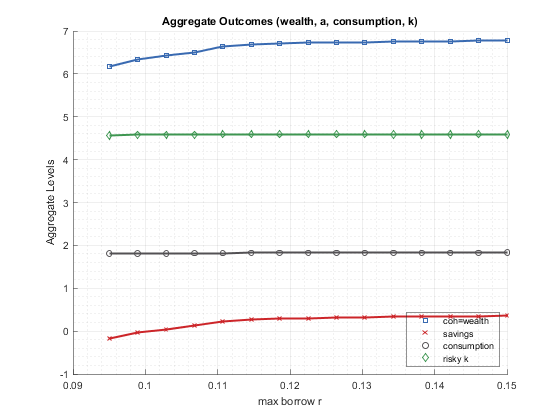 Aggregate Outcomes (wealth, a, consumption, k)
7
6
5
4
3
2
1
0
-1
Aggregate Levels
0.09
0.1
0.11
0.12
0.13
0.14
0.15
max borrow r
coh=wealth
savings
consumption
risky k